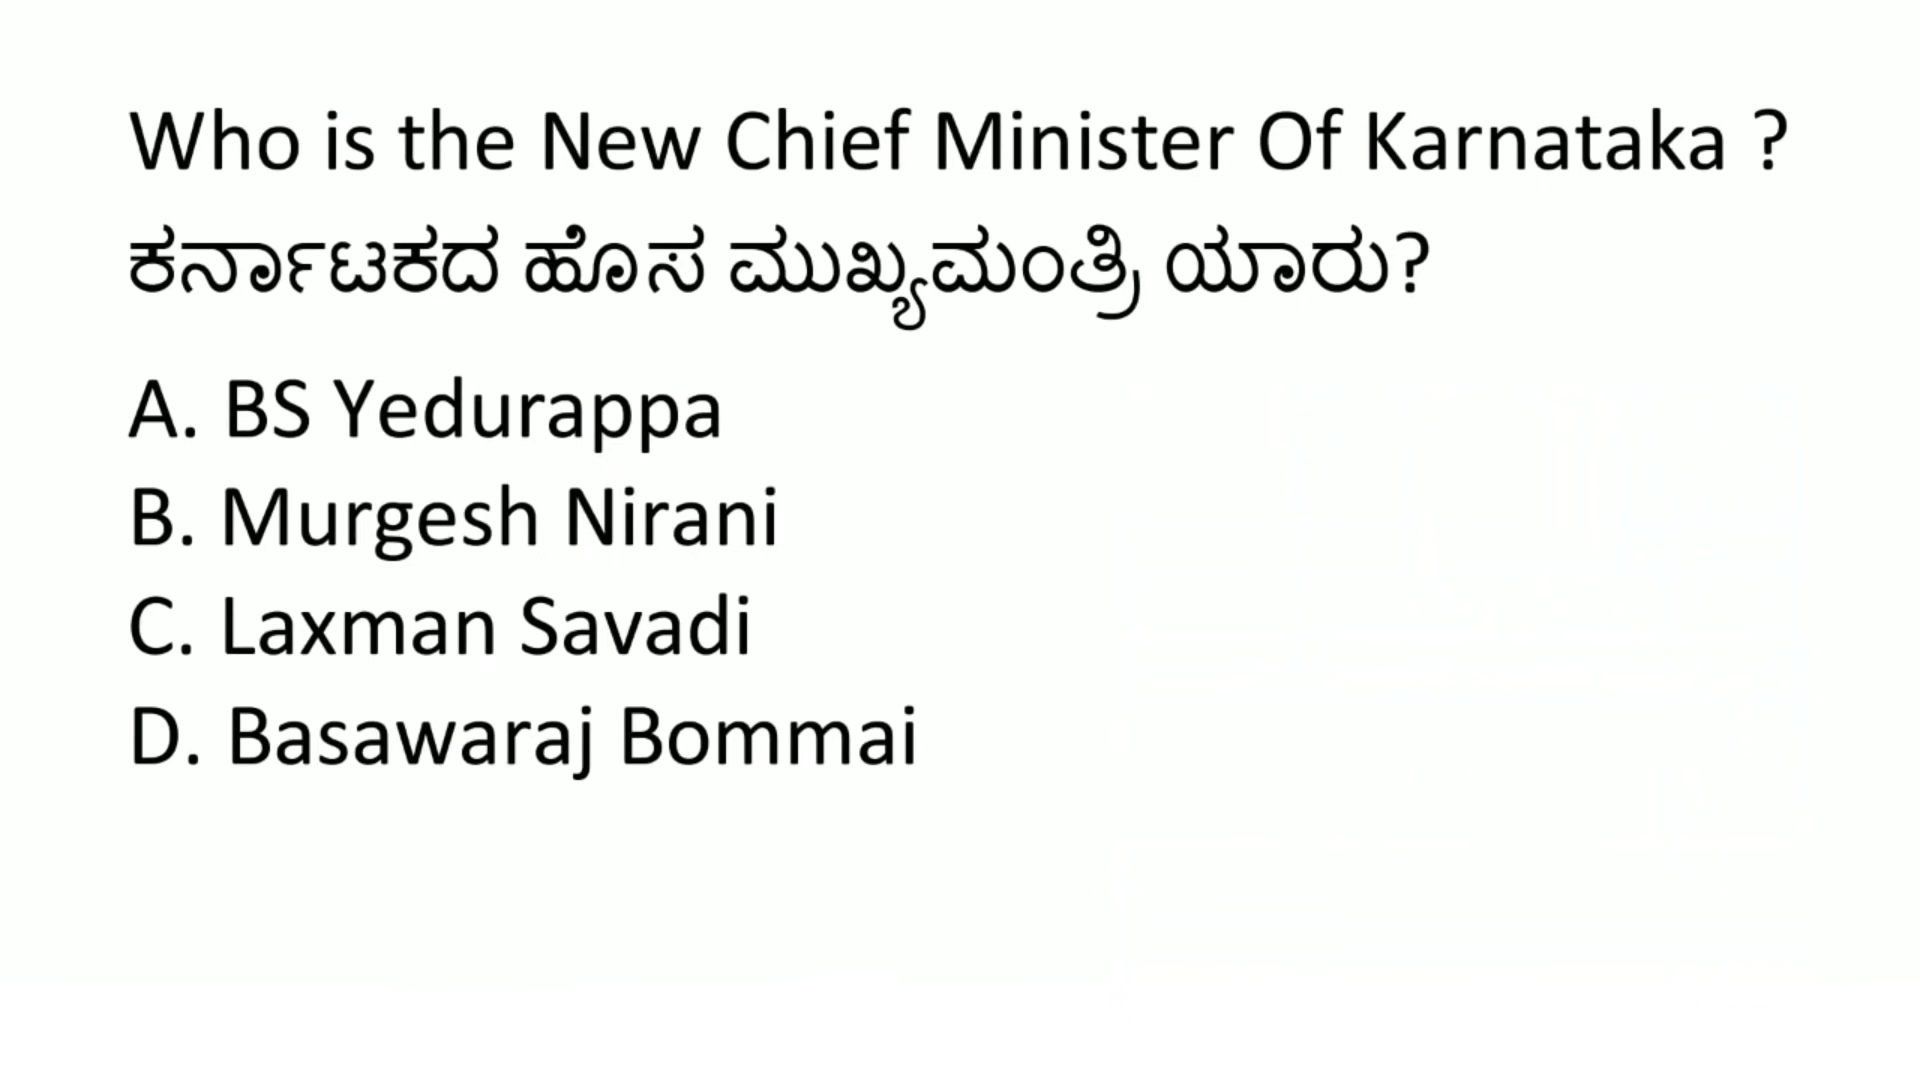 Who is the New Chief Minister Of Karnataka ?
ಕರ್ನಾಟಕದ ಹೊಸ ಮುಖ್ಯಮಂತ್ರಿ ಯಾರು?
A. BS Yedurappa
B. Murgesh Nirani
C. Laxman Savadi
D. Basawaraj Bommai